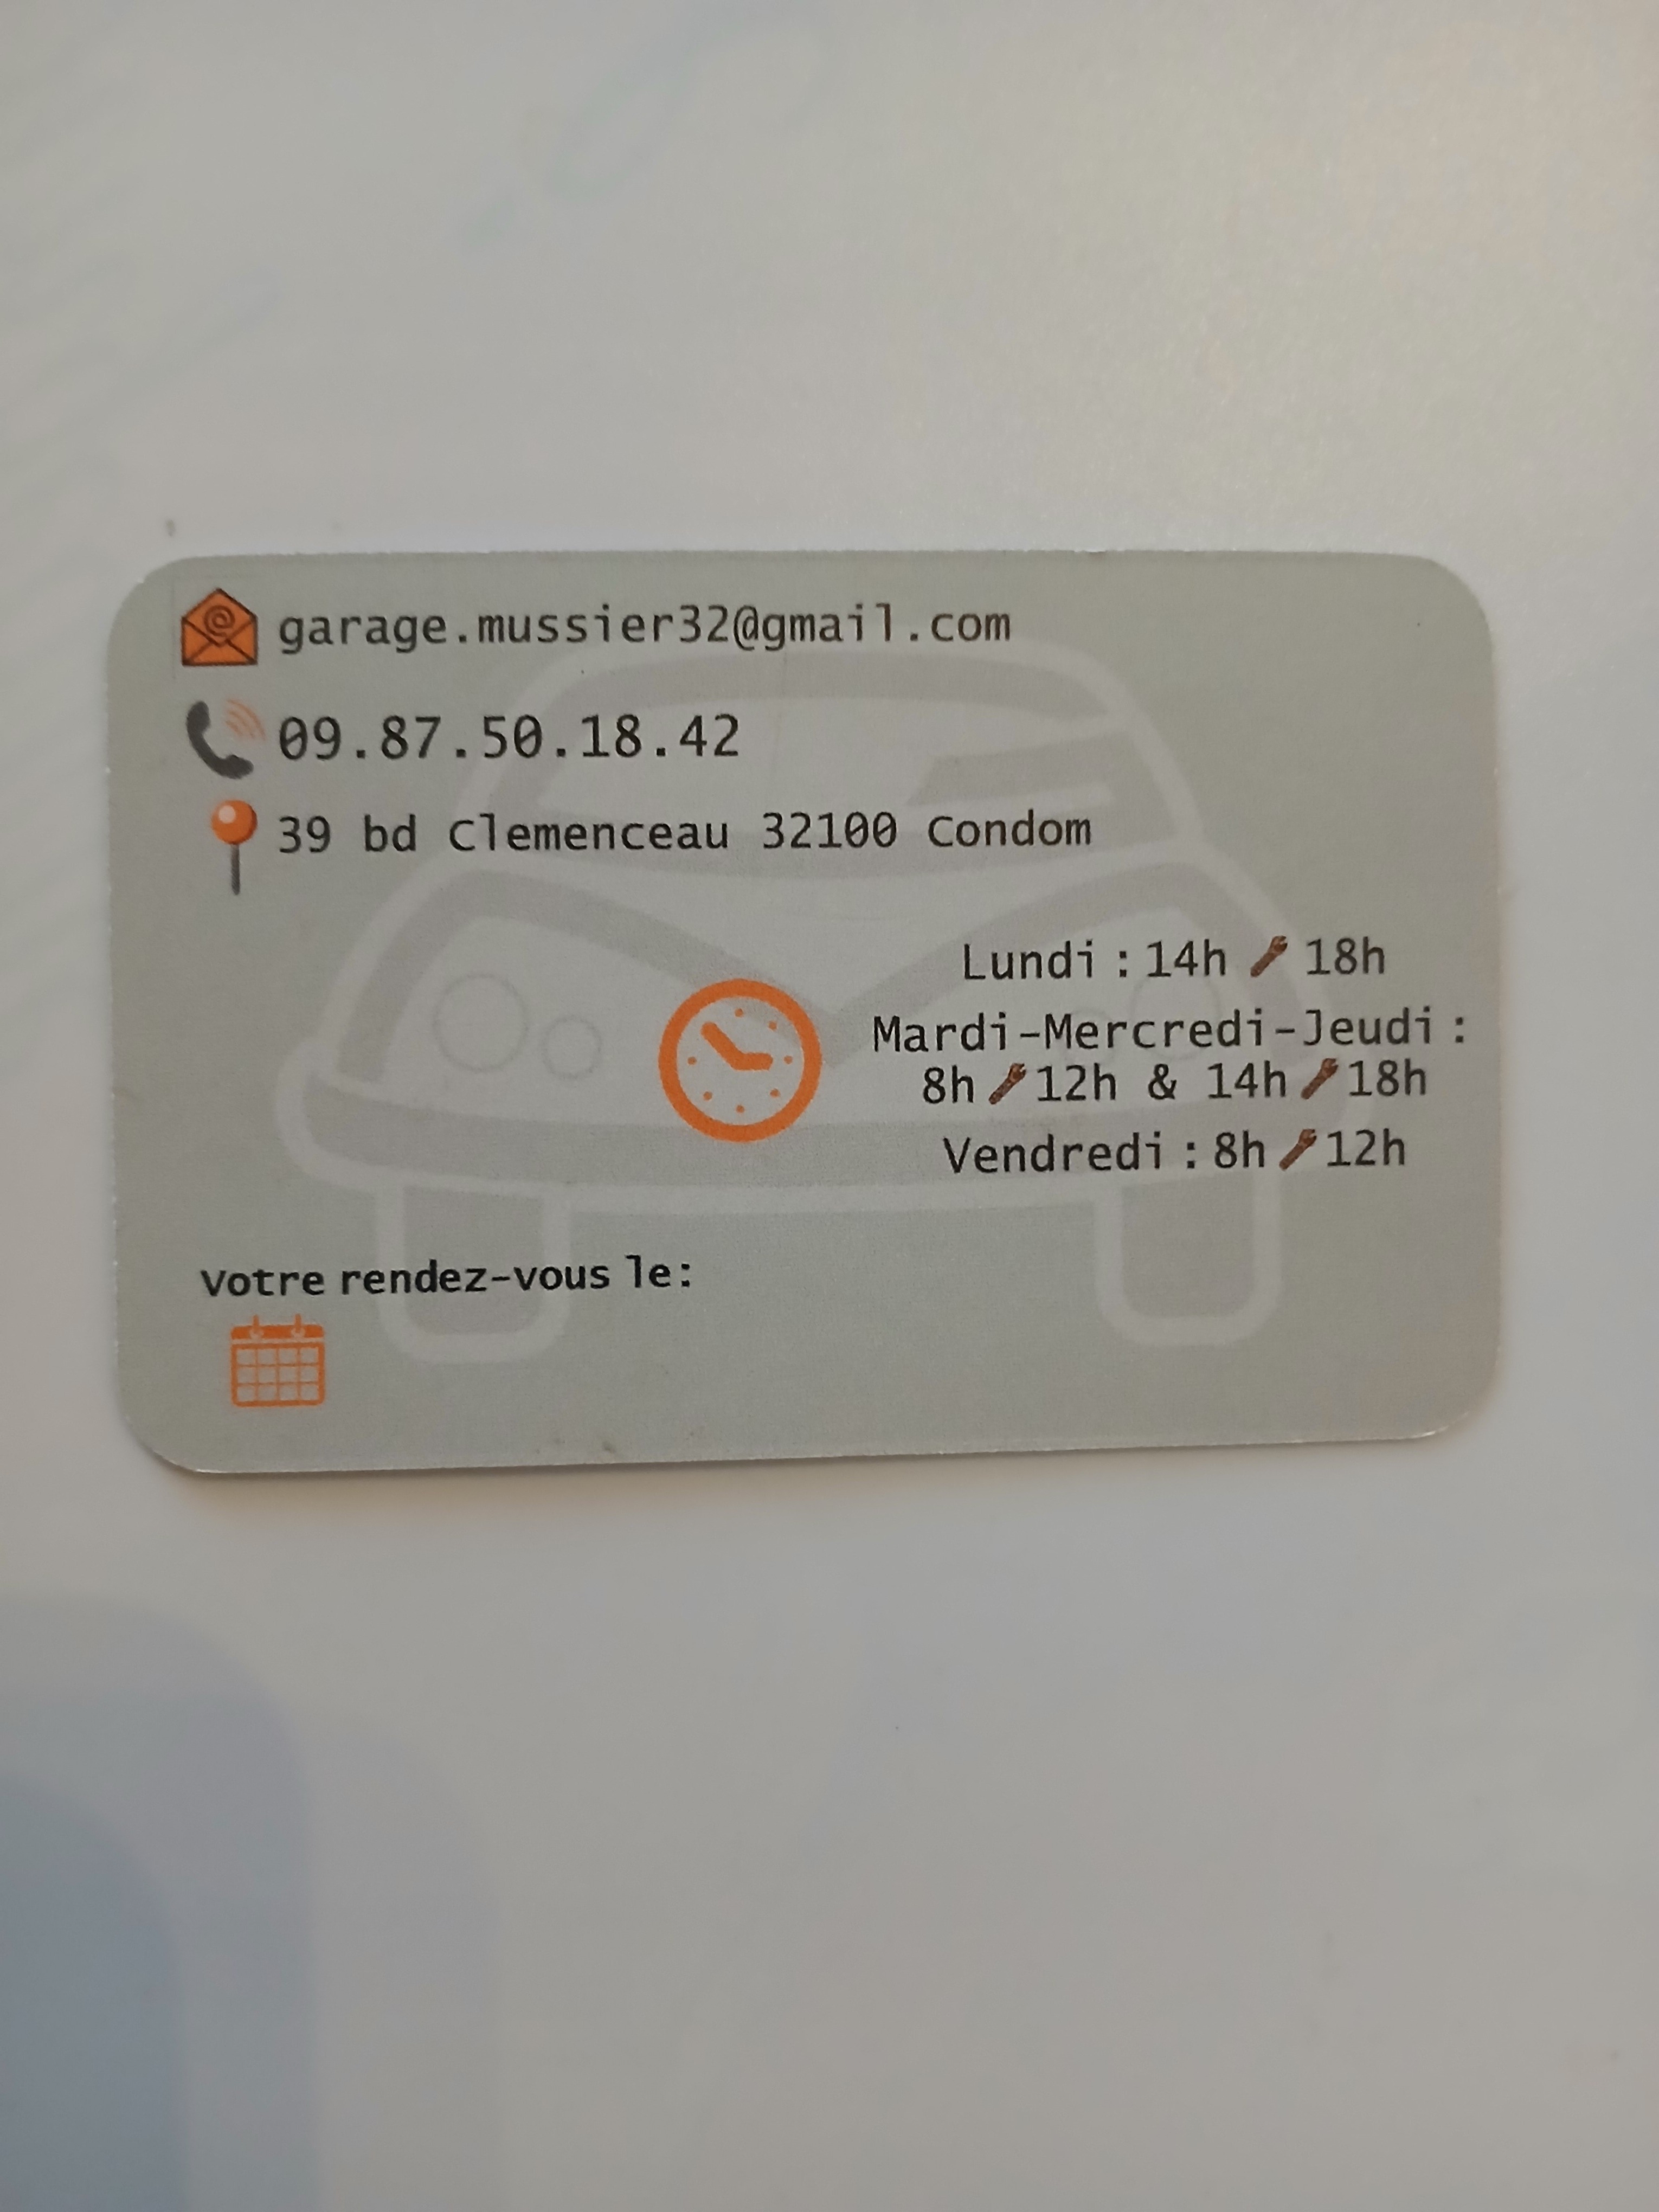 garage.mussier32@gmail.com
09.87.50.18.42
39 bd Clemenceau 32100 Condom
Lundi : 14h 18h
Mardi-Mercredi-Jeudi :
8h 12h & 14h 18h
Vendredi : 8h 12h
Votre rendez-vous le: